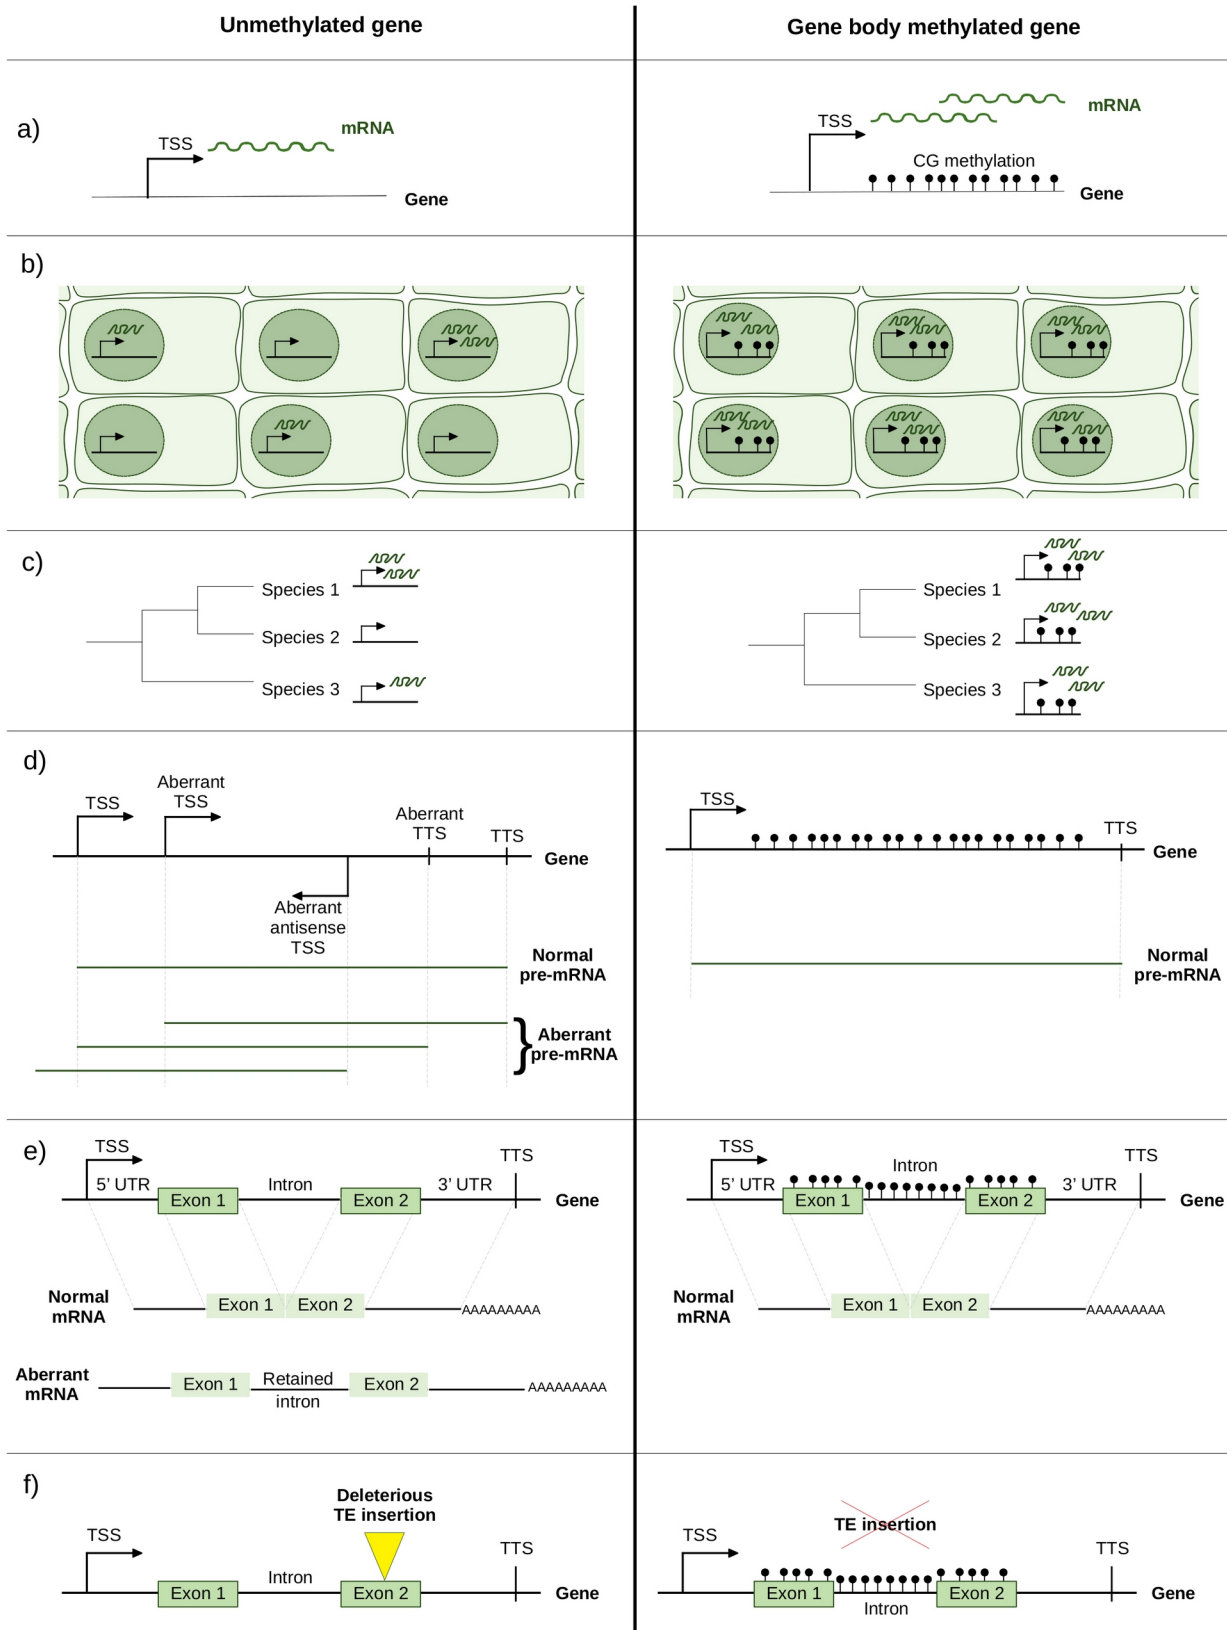 Unmethylated gene
Gene body methylated gene
a)
TSS
mRNA
Gene
TSS
mRNA
CG methylation
Gene
b)
c)
Species 1
Species 2
Species 3
Species 1
Species 2
Species 3
d)
TSS
Aberrant
TSS
Aberrant
TTS
TTS
Gene
Aberrant
antisense
TSS
Normal
pre-mRNA
Aberrant
pre-mRNA
TSS
TTS
Gene
Normal
pre-mRNA
e)
TSS
5’ UTR
Exon 1
Intron
Exon 2
3’ UTR
TTS
Gene
Normal
mRNA
Exon 1
Exon 2
AAAAAAAAA
Aberrant
mRNA
Exon 1
Retained
intron
Exon 2
AAAAAAAAA
TSS
5’ UTR
Exon 1
Intron
Exon 2
3’ UTR
TTS
Gene
Normal
mRNA
Exon 1
Exon 2
AAAAAAAAA
f)
Deleterious
TE insertion
TSS
Exon 1
Intron
Exon 2
TTS
Gene
TE insertion
TSS
Exon 1
Intron
Exon 2
TTS
Gene